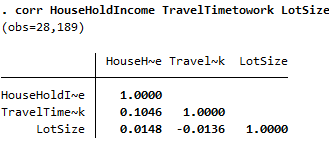 . corr HouseHoldIncome TravelTimetowork LotSize
(obs=28,189)
HouseH~e Travel~k LotSize
HouseHoldI~e 1.0000
TravelTime~k 0.1046 1.0000
LotSize 0.0148 -0.0136 1.0000